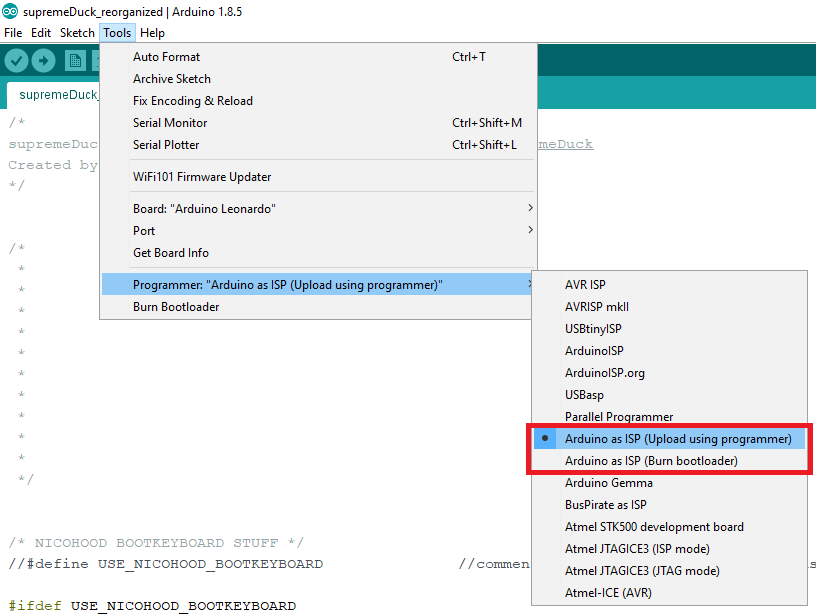 supremeDuck_reorganized | Arduino 1.8.5
File Edit Sketch Tools Help
Auto Format Ctrl+T
Archive Sketch
Fix Encoding & Reload
Serial Monitor Ctrl+Shift+M
Serial Plotter Ctrl+Shift+L
WiFi101 Firmware Updater
Board: "Arduino Leonardo"
Port
Get Board Info
Programmer: "Arduino as ISP (Upload using programmer)"
Burn Bootloader
AVR ISP
AVRISP mkII
USBtinyISP
ArduinoISP
ArduinoISP.org
USBasp
Parallel Programmer
Arduino as ISP (Upload using programmer)
Arduino as ISP (Burn bootloader)
Arduino Gemma
BusPirate as ISP
Atmel STK500 development board
Atmel JTAGICE3 (ISP mode)
Atmel JTAGICE3 (JTAG mode)
Atmel-ICE (AVR)
supremeDuck_
/*
supremeDuc meDuck
Created by
*/
/*
*
*
*
*
*
*
*
*
*
*
*/
/* NICOHOOD BOOTKEYBOARD STUFF */
//#define USE_NICOHOOD_BOOTKEYBOARD //commen
#ifdef USE_NICOHOOD_BOOTKEYBOARD